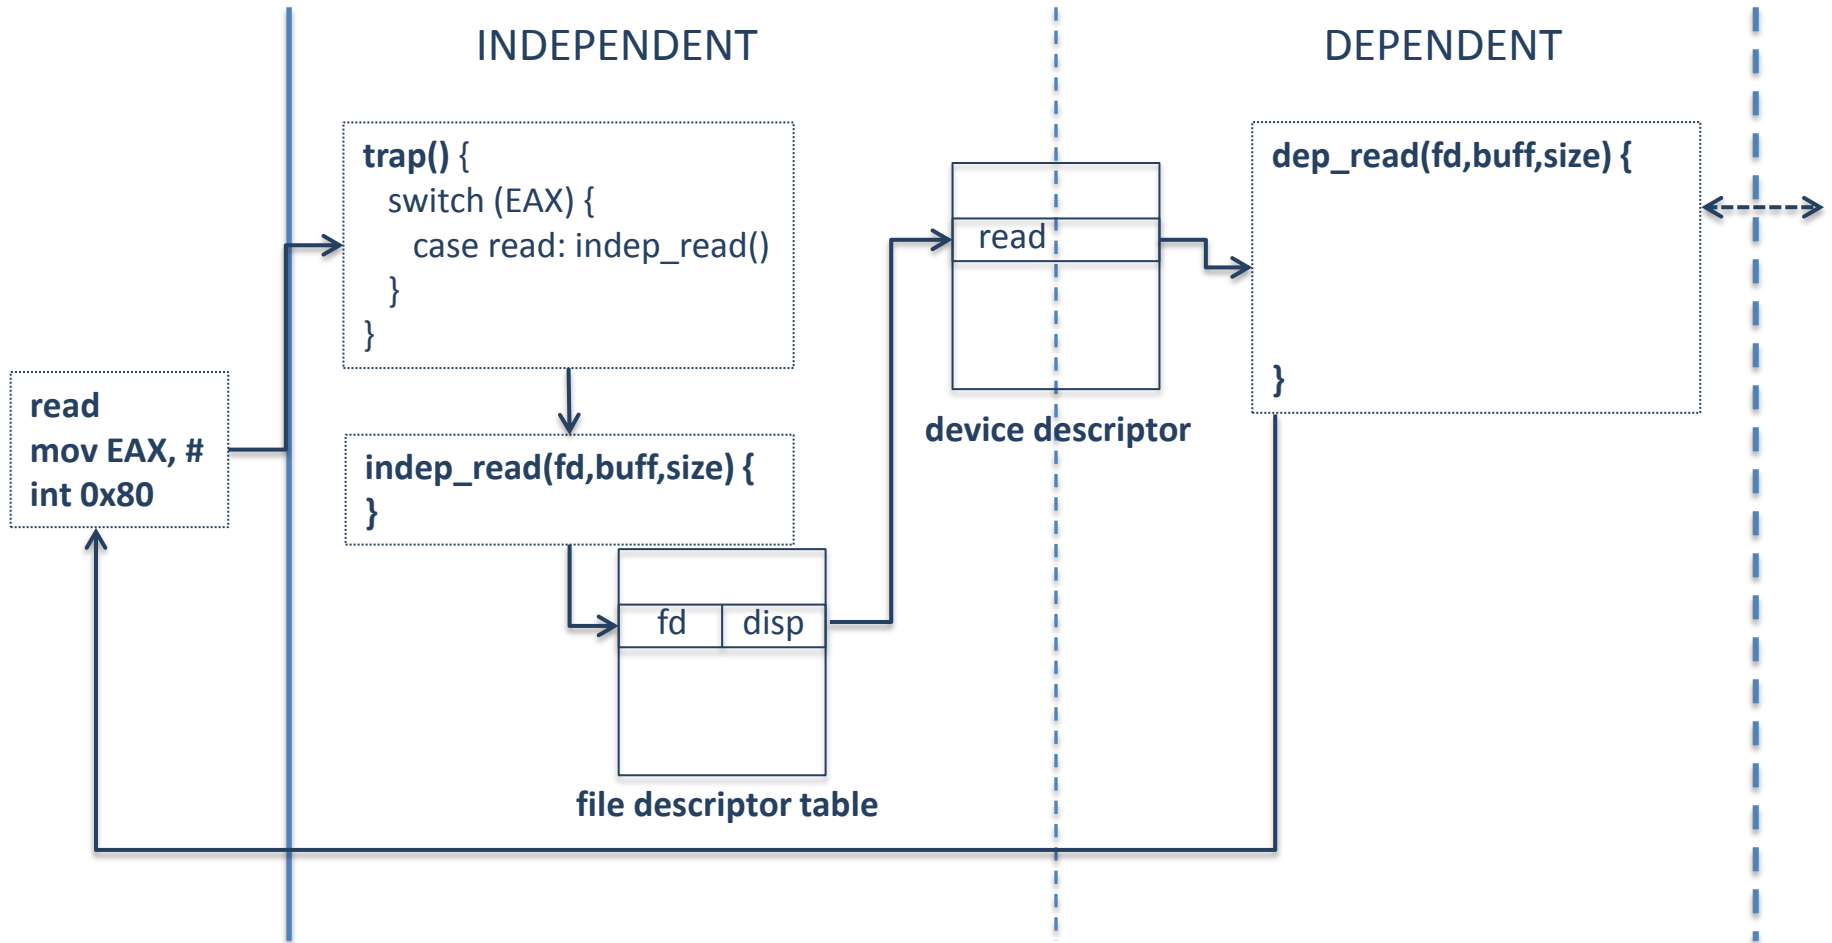 INDEPENDENT
DEPENDENT
read
mov EAX, #
int 0x80
trap() {
switch (EAX) {
case read: indep_read()
}
}
indep_read(fd,buff,size) {
}
fd disp
file descriptor table
read
device descriptor
dep_read(fd,buff,size) {
}